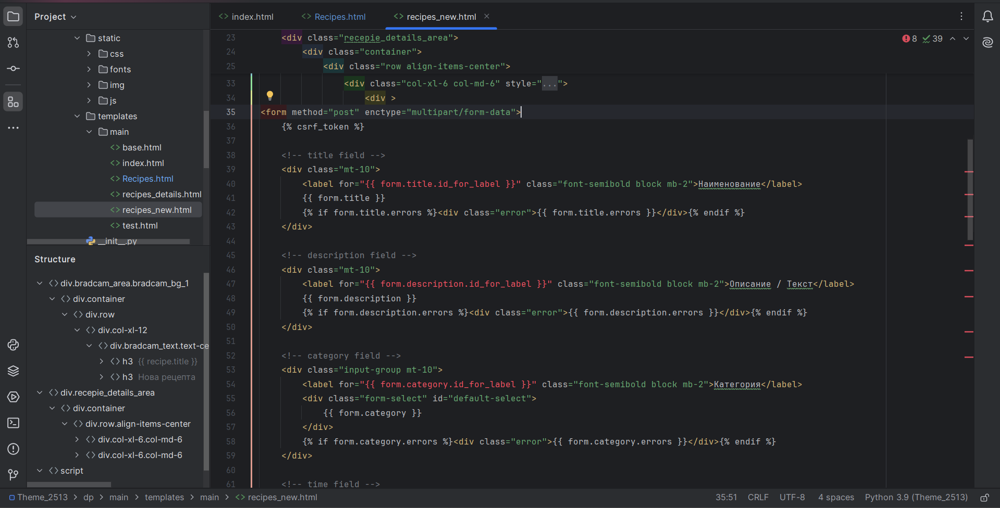 Project
static
css
fonts
img
js
templates
main
base.html
index.html
Recipes.html
recipes_details.html
recipes_new.html
test.html
__init__.py
Structure
div.bradcam_area.bradcam_bg_1
div.container
div.row
div.col-xl-12
div.bradcam_text.text-ce
h3 {{ recipe.title }}
h3 Нова рецепта
div.recepie_details_area
div.container
div.row.align-items-center
div.col-xl-6.col-md-6
div.col-xl-6.col-md-6
script
index.html Recipes.html recipes_new.html
8 39
23 <div class="recepie_details_area">
24 <div class="container">
25 <div class="row align-items-center">
33 <div class="col-xl-6 col-md-6" style="...">
34 <div >
35 <form method="post" enctype="multipart/form-data">
36 {% csrf_token %}
37
38 <!-- title field -->
39 <div class="mt-10">
40 <label for="{{ form.title.id_for_label }}" class="font-semibold block mb-2">Наименование</label>
41 {{ form.title }}
42 {% if form.title.errors %}<div class="error">{{ form.title.errors }}</div>{% endif %}
43 </div>
44
45 <!-- description field -->
46 <div class="mt-10">
47 <label for="{{ form.description.id_for_label }}" class="font-semibold block mb-2">Описание / Текст</label>
48 {{ form.description }}
49 {% if form.description.errors %}<div class="error">{{ form.description.errors }}</div>{% endif %}
50 </div>
51
52 <!-- category field -->
53 <div class="input-group mt-10">
54 <label for="{{ form.category.id_for_label }}" class="font-semibold block mb-2">Категория</label>
55 <div class="form-select" id="default-select">
56 {{ form.category }}
57 </div>
58 {% if form.category.errors %}<div class="error">{{ form.category.errors }}</div>{% endif %}
59 </div>
60
61 <!-- time field -->
Theme_2513 > dp > main > templates > main > recipes_new.html
35:51 CRLF UTF-8 4 spaces Python 3.9 (Theme_2513)